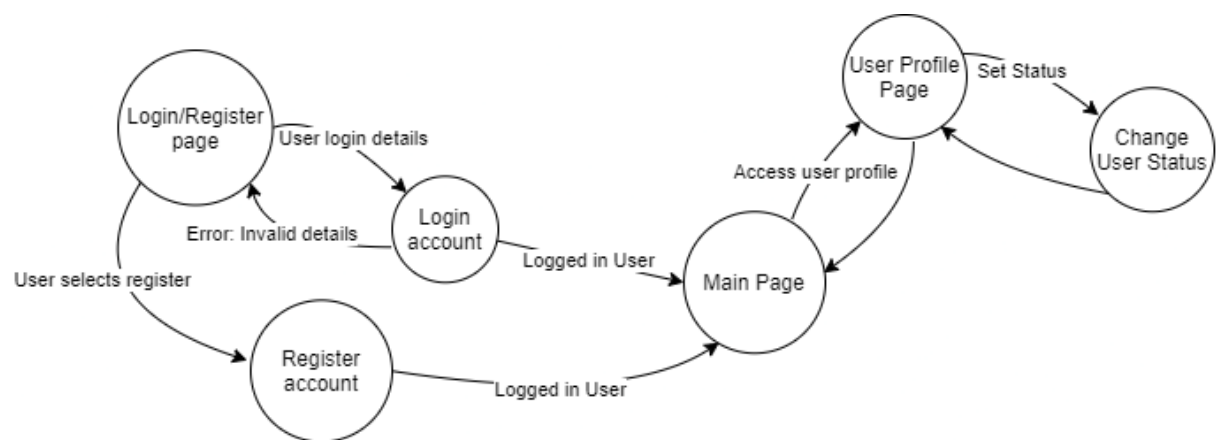 Login/Register
page
User login details
Login
account
Error: Invalid details
User selects register
Register
account
Logged in User
Logged in User
Main Page
Access user profile
User Profile
Page
Set Status
Change
User Status